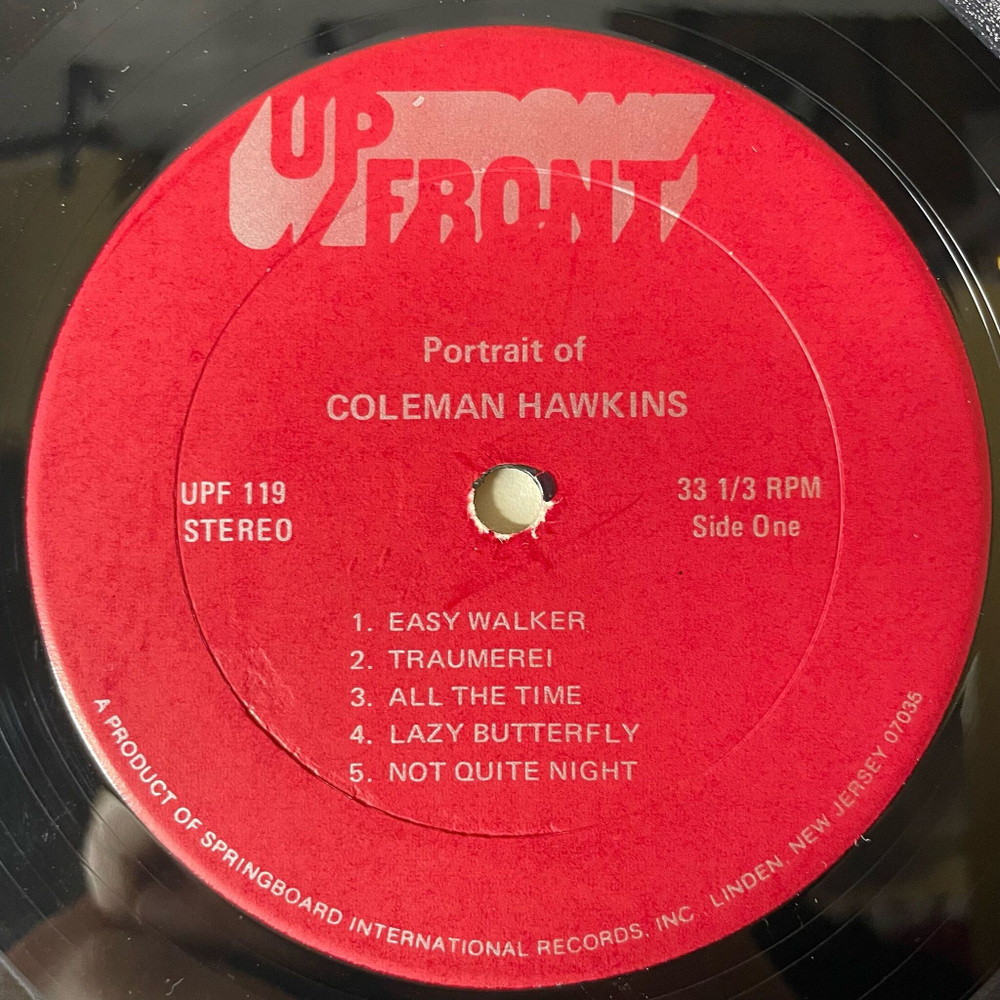 UP
FRONT
Portrait of
COLEMAN HAWKINS
UPF 119
STEREO
33 1/3 RPM
Side One
1. EASY WALKER
2. TRAUMEREI
3. ALL THE TIME
4. LAZY BUTTERFLY
5. NOT QUITE NIGHT
A PRODUCT OF SPRINGBOARD INTERNATIONAL RECORDS, INC. LINDEN, NEW JERSEY 07035